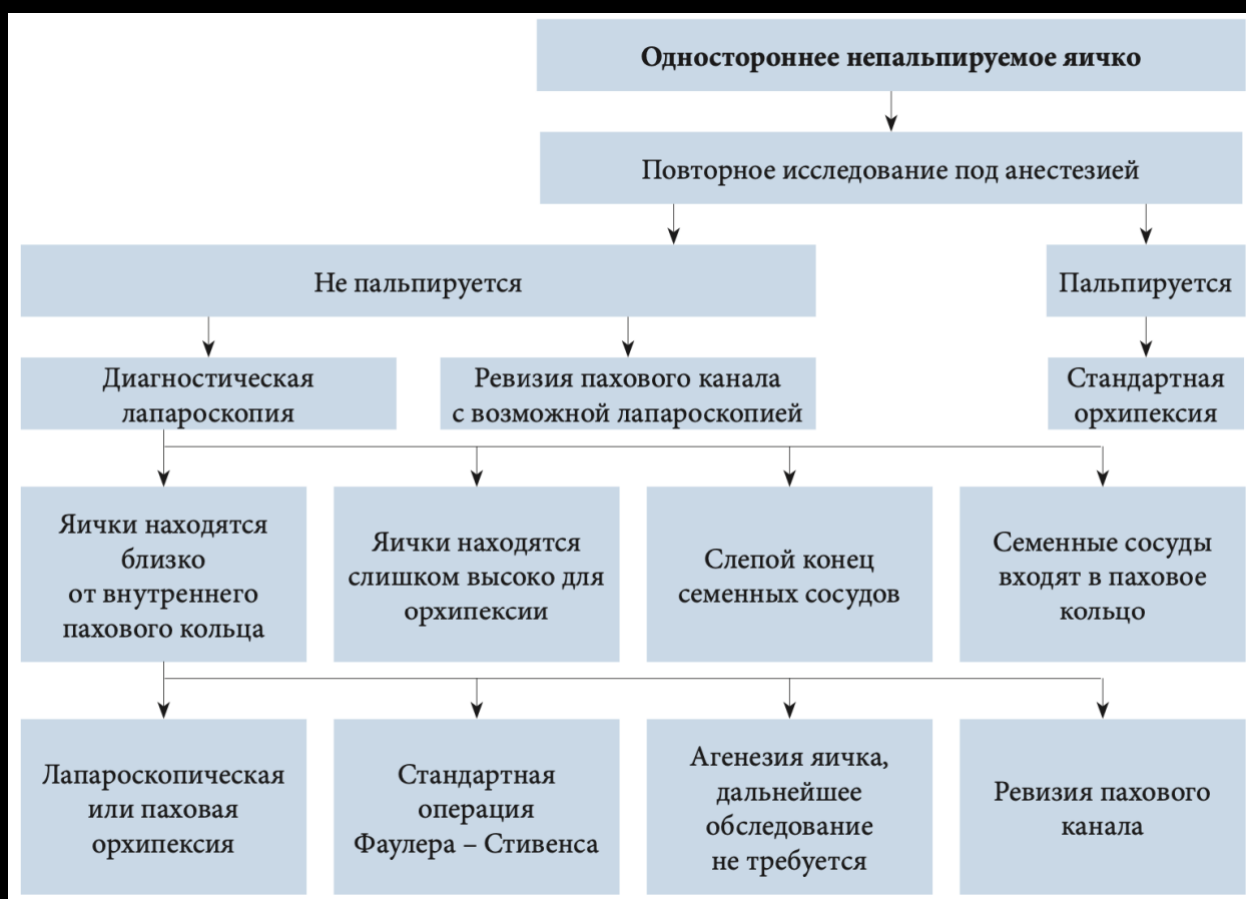 Одностороннее непальпируемое яичко
Повторное исследование под анестезией
Не пальпируется
Пальпируется
Диагностическая
лапароскопия
Ревизия пахового канала
с возможной лапароскопией
Стандартная
орхипексия
Яички находятся
близко
от внутреннего
пахового кольца
Яички находятся
слишком высоко для
орхипексии
Слепой конец
семенных сосудов
Семенные сосуды
входят в паховое
кольцо
Лапароскопическая
или паховая
орхипексия
Стандартная
операция
Фаулера – Стивенса
Агенезия яичка,
дальнейшее
обследование
не требуется
Ревизия пахового
канала